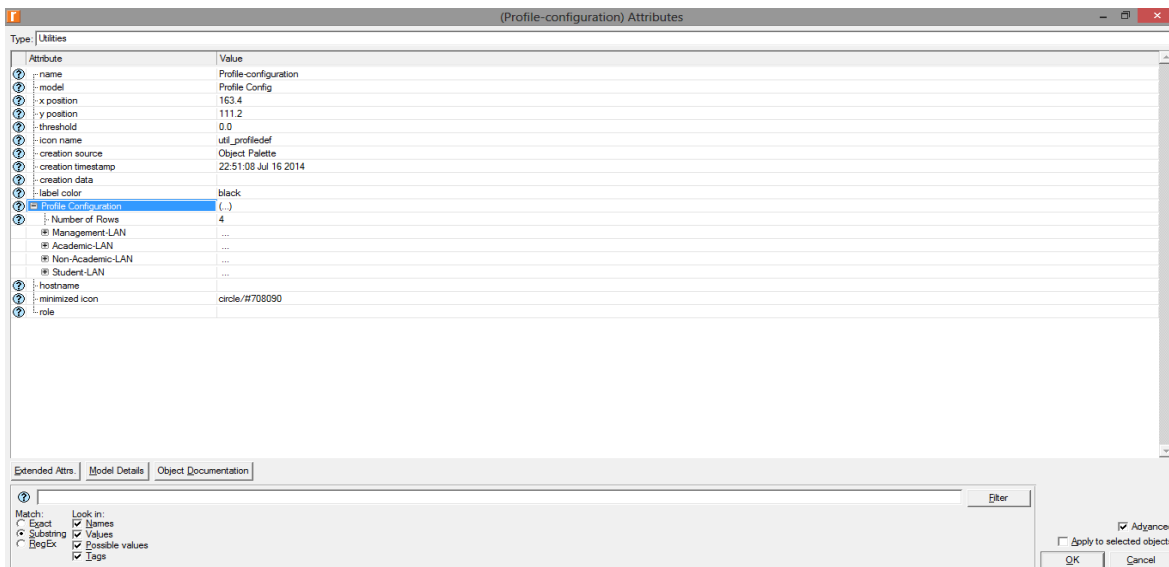 (Profile-configuration) Attributes
Type: Utilities
Attribute Value
name Profile-configuration
model Profile Config
x position 163.4
y position 111.2
threshold 0.0
icon name util_profiledef
creation source Object Palette
creation timestamp 22:51:08 Jul 16 2014
creation data
label color black
Profile Configuration (...)
Number of Rows 4
Management-LAN ...
Academic-LAN ...
Non-Academic-LAN ...
Student-LAN ...
hostname
minimized icon circle/#708090
role
Extended Attrs. Model Details Object Documentation
Filter
Match: Look in:
Exact Names
Substring Values
RegEx Possible values
Tags
Advanced
Apply to selected objects
OK Cancel